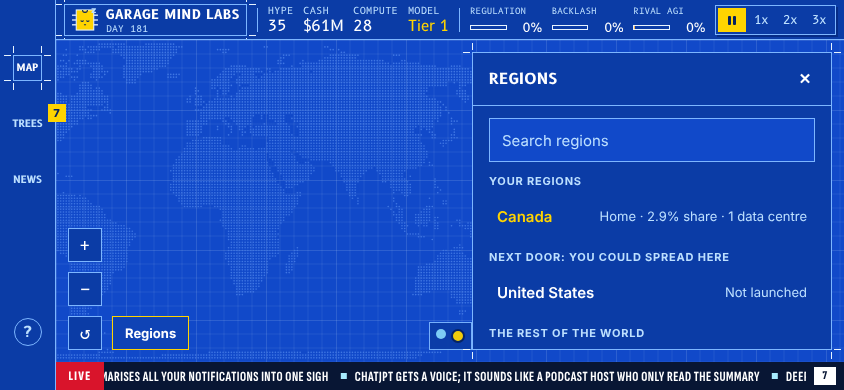 GARAGE MIND LABS
DAY 181
HYPE
35
CASH
$61M
COMPUTE
28
MODEL
Tier 1
REGULATION
0%
BACKLASH
0%
RIVAL AGI
0%
1x 2x 3x
MAP
TREES
7
NEWS
?
+
−
↺
Regions
REGIONS
×
Search regions
YOUR REGIONS
Canada
Home · 2.9% share · 1 data centre
NEXT DOOR: YOU COULD SPREAD HERE
United States
Not launched
THE REST OF THE WORLD
LIVE
MARISES ALL YOUR NOTIFICATIONS INTO ONE SIGH ■ CHATJPT GETS A VOICE; IT SOUNDS LIKE A PODCAST HOST WHO ONLY READ THE SUMMARY ■
7